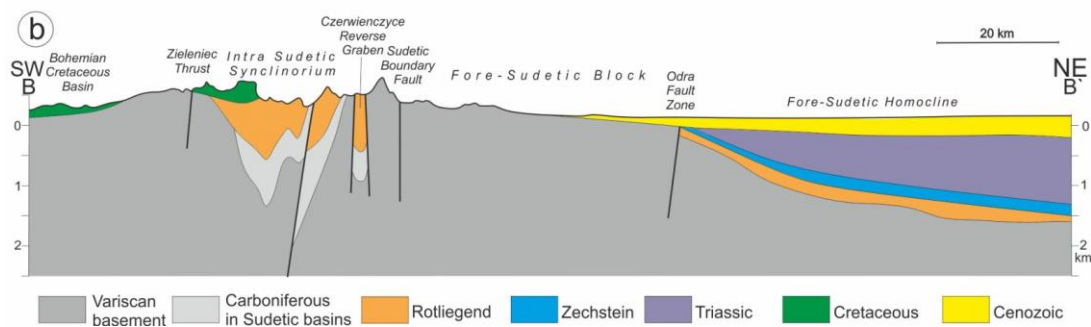 b
SW
B
Bohemian
Cretaceous
Basin
Zieleniec
Thrust
Intra Sudetic
Synclinorium
Czerwienczyce
Reverse
Graben
Sudetic
Boundary
Fault
Fore-Sudetic Block
Odra
Fault
Zone
Fore-Sudetic Homocline
20 km
NE
B`
0
1
2
0
1
2
km
Variscan
basement
Carboniferous
in Sudetic basins
Rotliegend
Zechstein
Triassic
Cretaceous
Cenozoic